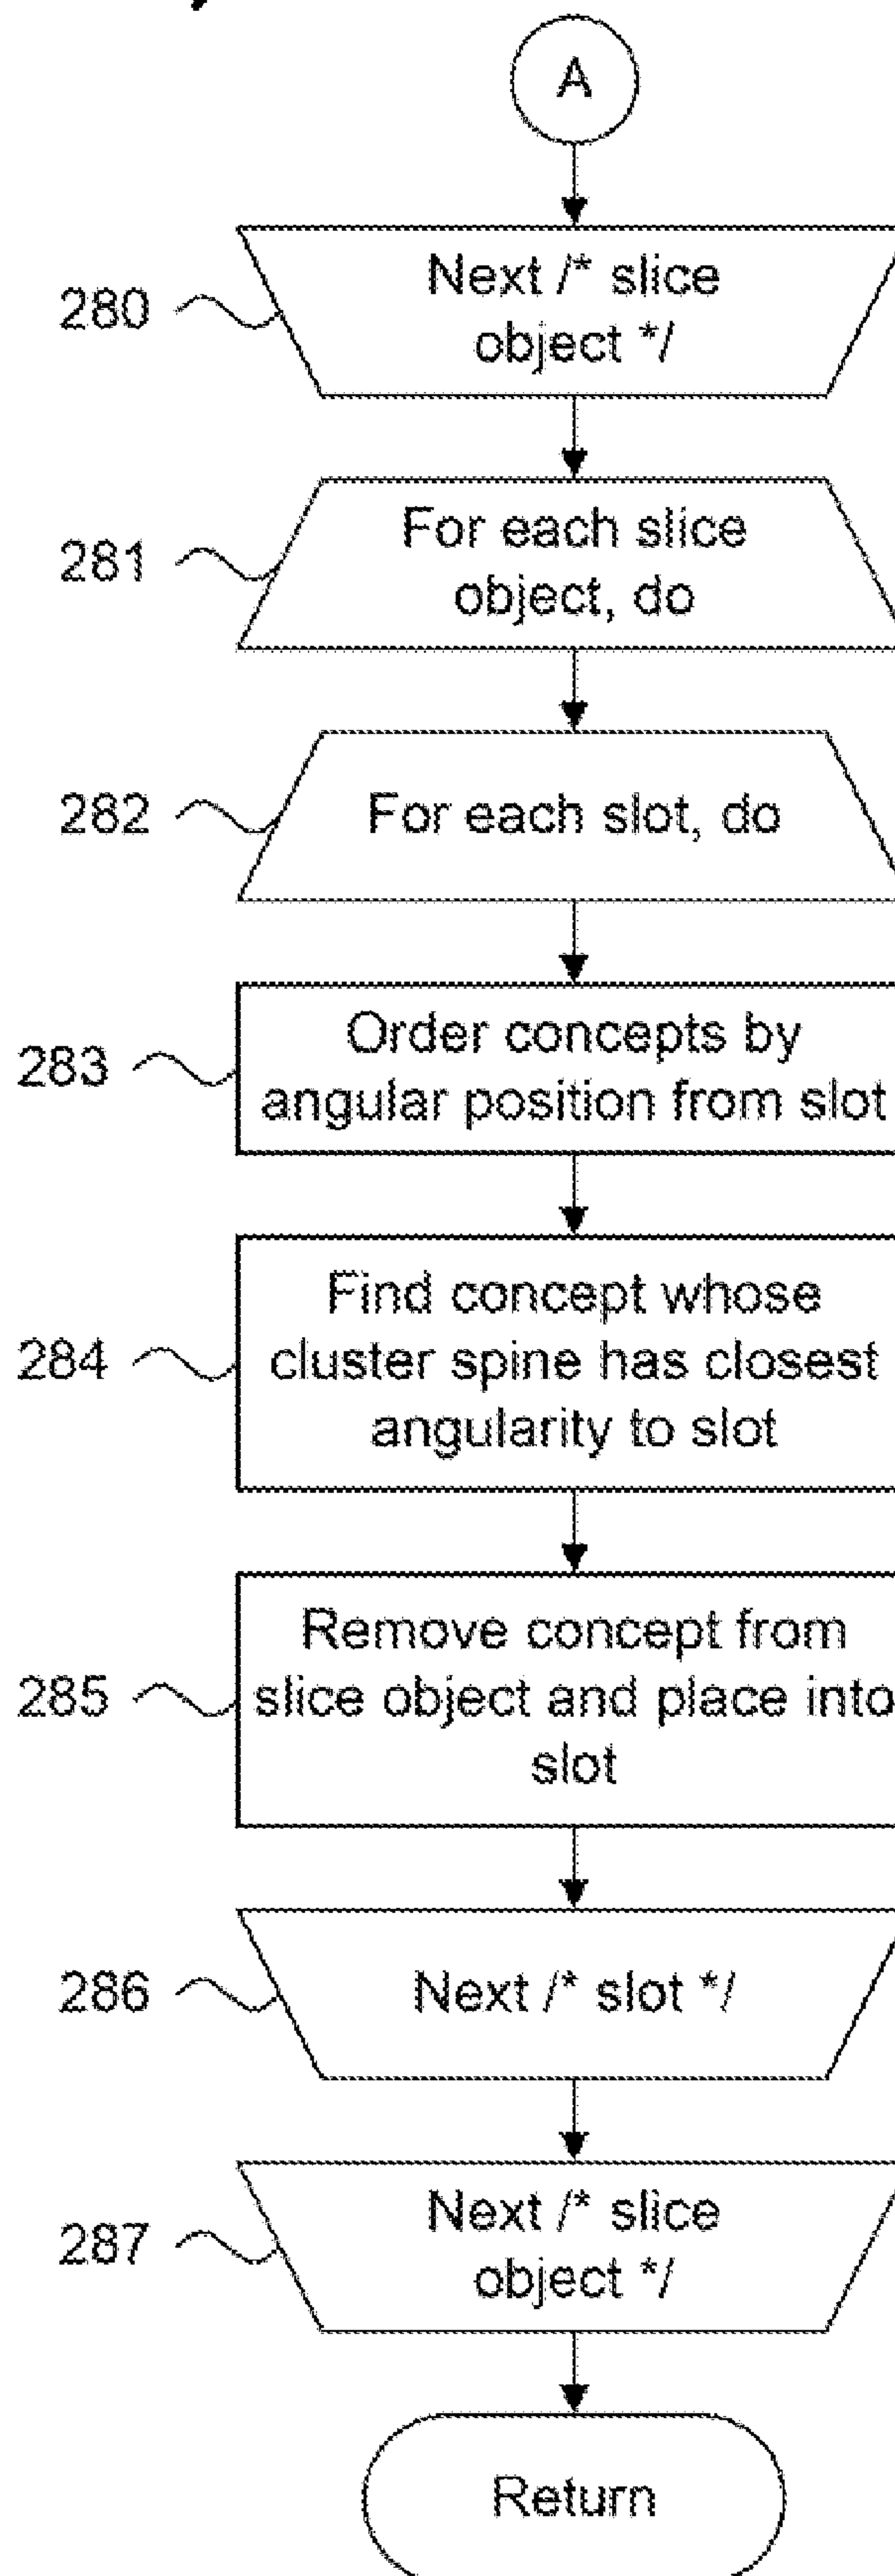 A
280
Next /* slice
object */
281
For each slice
object, do
282
For each slot, do
283
Order concepts by
angular position from slot
284
Find concept whose
cluster spine has closest
angularity to slot
285
Remove concept from
slice object and place into
slot
286
Next /* slot */
287
Next /* slice
object */
Return